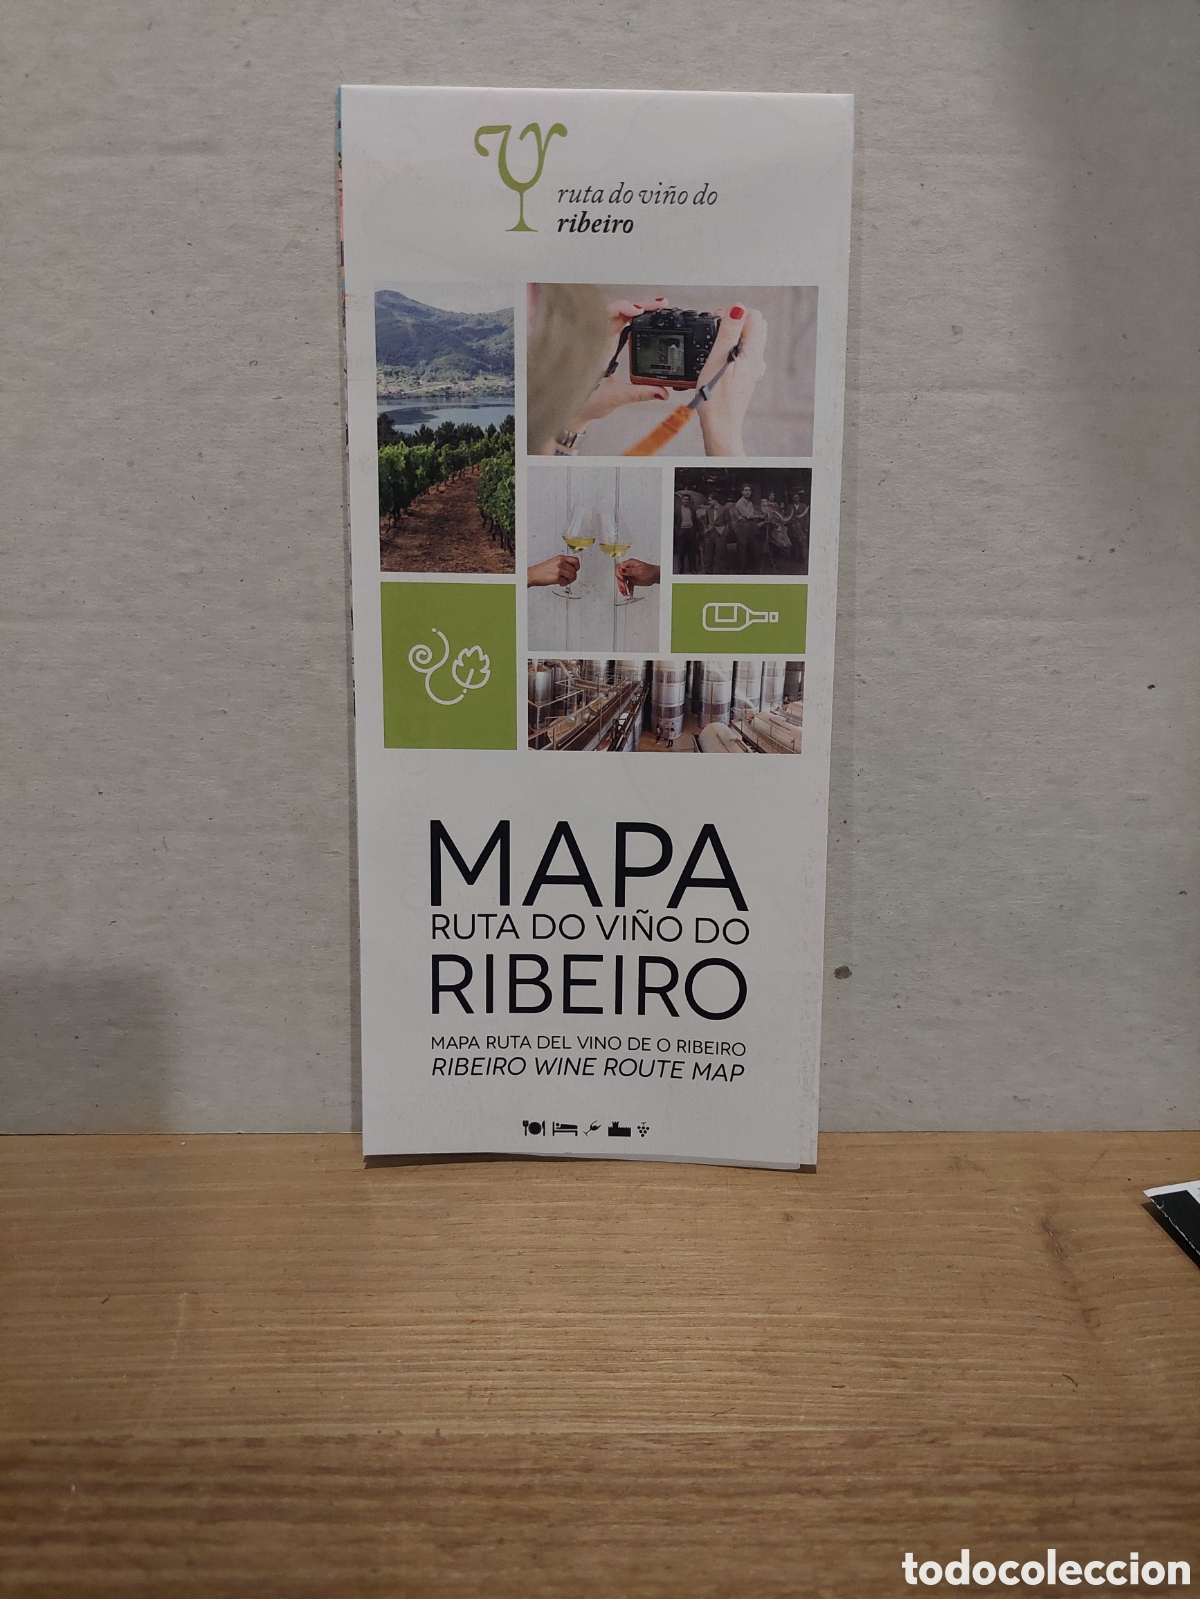 ruta do viño do
ribeiro
MAPA
RUTA DO VIÑO DO
RIBEIRO
MAPA RUTA DEL VINO DE O RIBEIRO
RIBEIRO WINE ROUTE MAP
todocoleccion